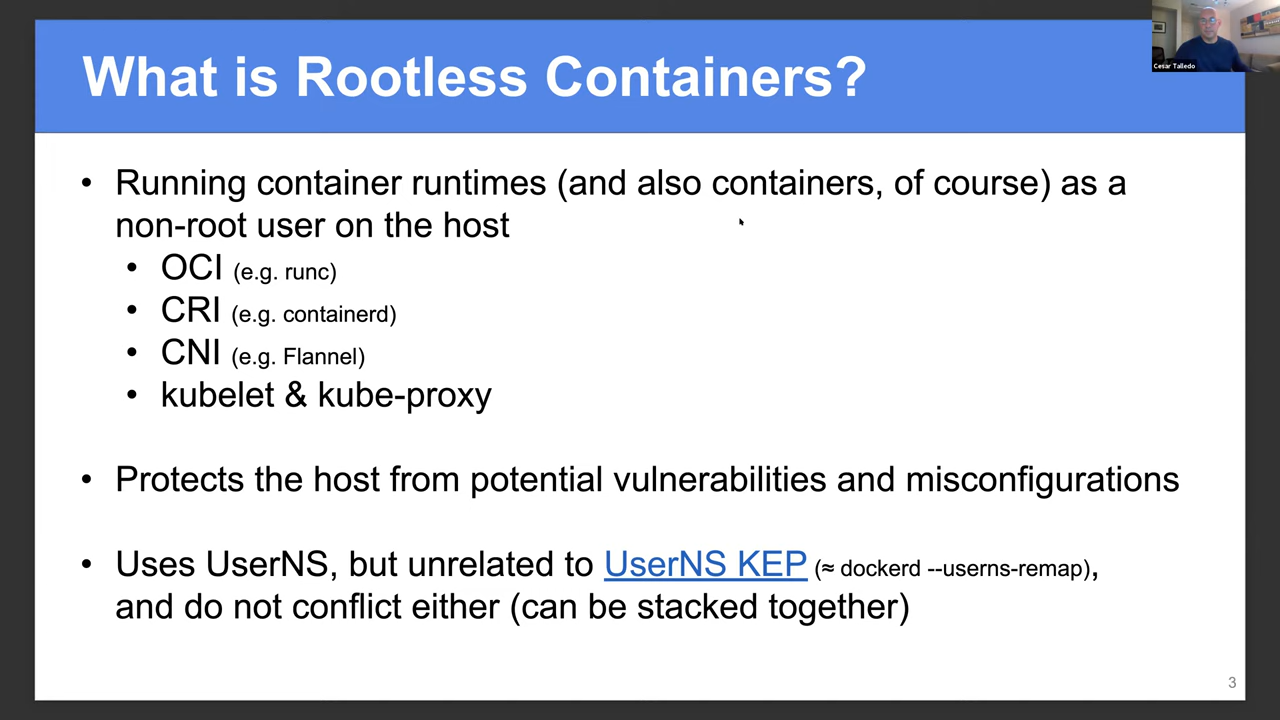 What is Rootless Containers?
Cesar Talledo
• Running container runtimes (and also containers, of course) as a
non-root user on the host
• OCI (e.g. runc)
• CRI (e.g. containerd)
• CNI (e.g. Flannel)
• kubelet & kube-proxy
• Protects the host from potential vulnerabilities and misconfigurations
• Uses UserNS, but unrelated to UserNS KEP (≈ dockerd --userns-remap),
and do not conflict either (can be stacked together)
3